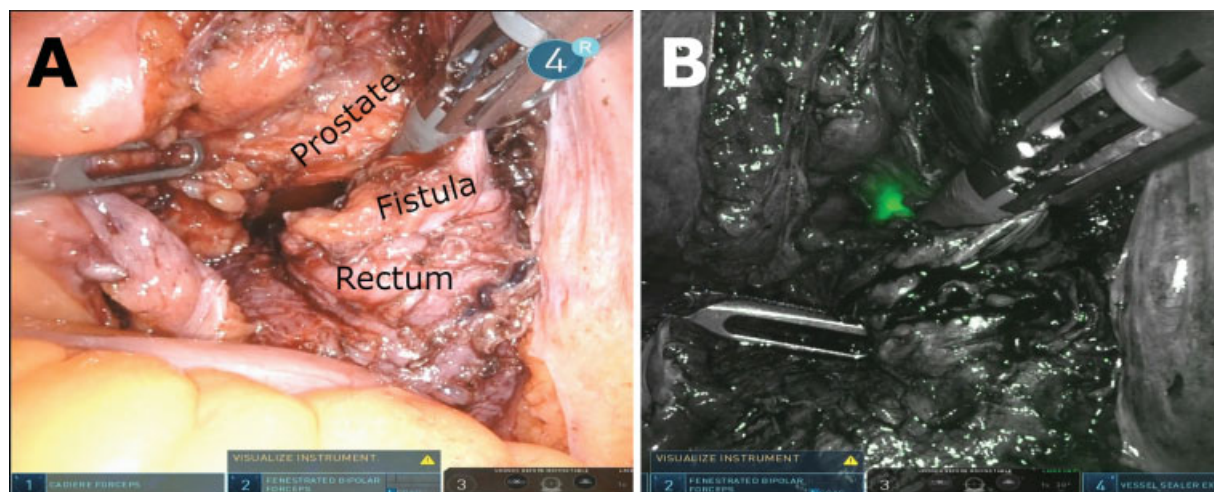 A
4
R
Prostate
Fistula
Rectum
VISUALIZE INSTRUMENT
1
CADIERE FORCEPS
2
FENESTRATED BIPOLAR
FORCEPS
3
B
VISUALIZE INSTRUMENT
2
FENESTRATED BIPOLAR
FORCEPS
3
4
VESSEL SEALER EX